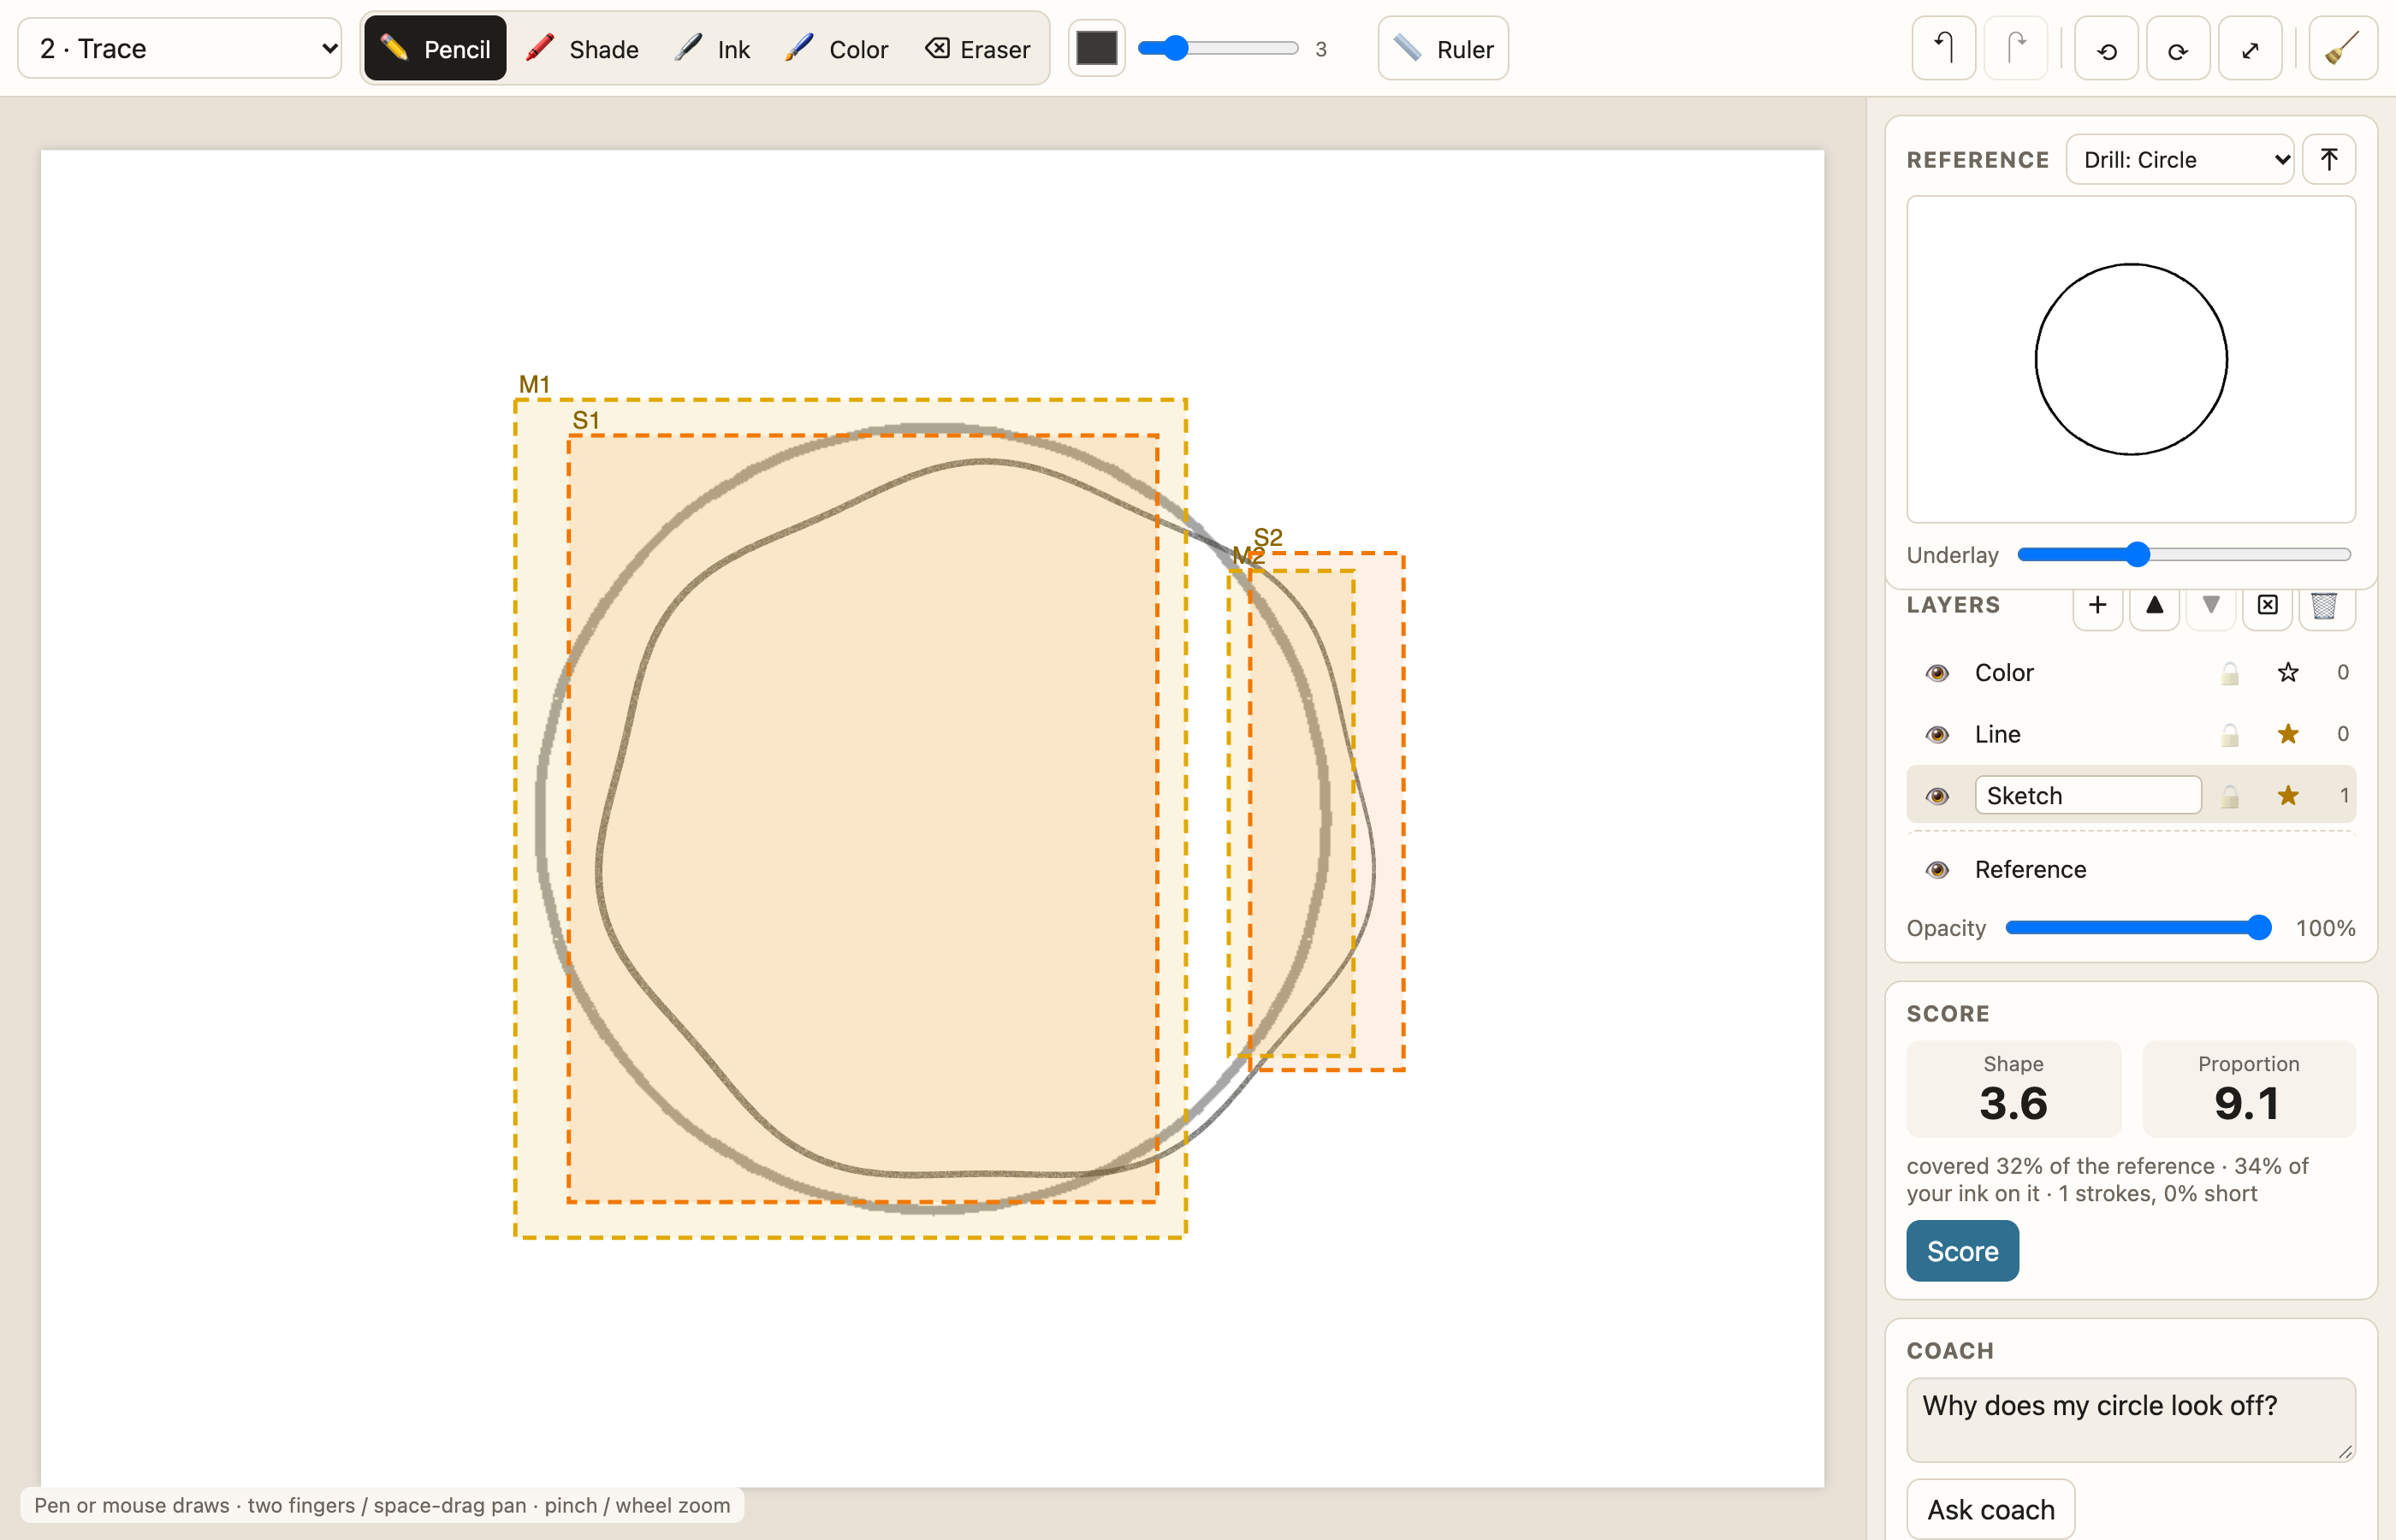 2 · Trace
Pencil
Shade
Ink
Color
Eraser
3
Ruler
REFERENCE
Drill: Circle
Underlay
M1
S1
S2
M2
LAYERS
Color
0
Line
0
Sketch
1
Reference
Opacity
100%
SCORE
Shape
Proportion
3.6
9.1
covered 32% of the reference · 34% of
your ink on it · 1 strokes, 0% short
Score
COACH
Why does my circle look off?
Ask coach
Pen or mouse draws · two fingers / space-drag pan · pinch / wheel zoom